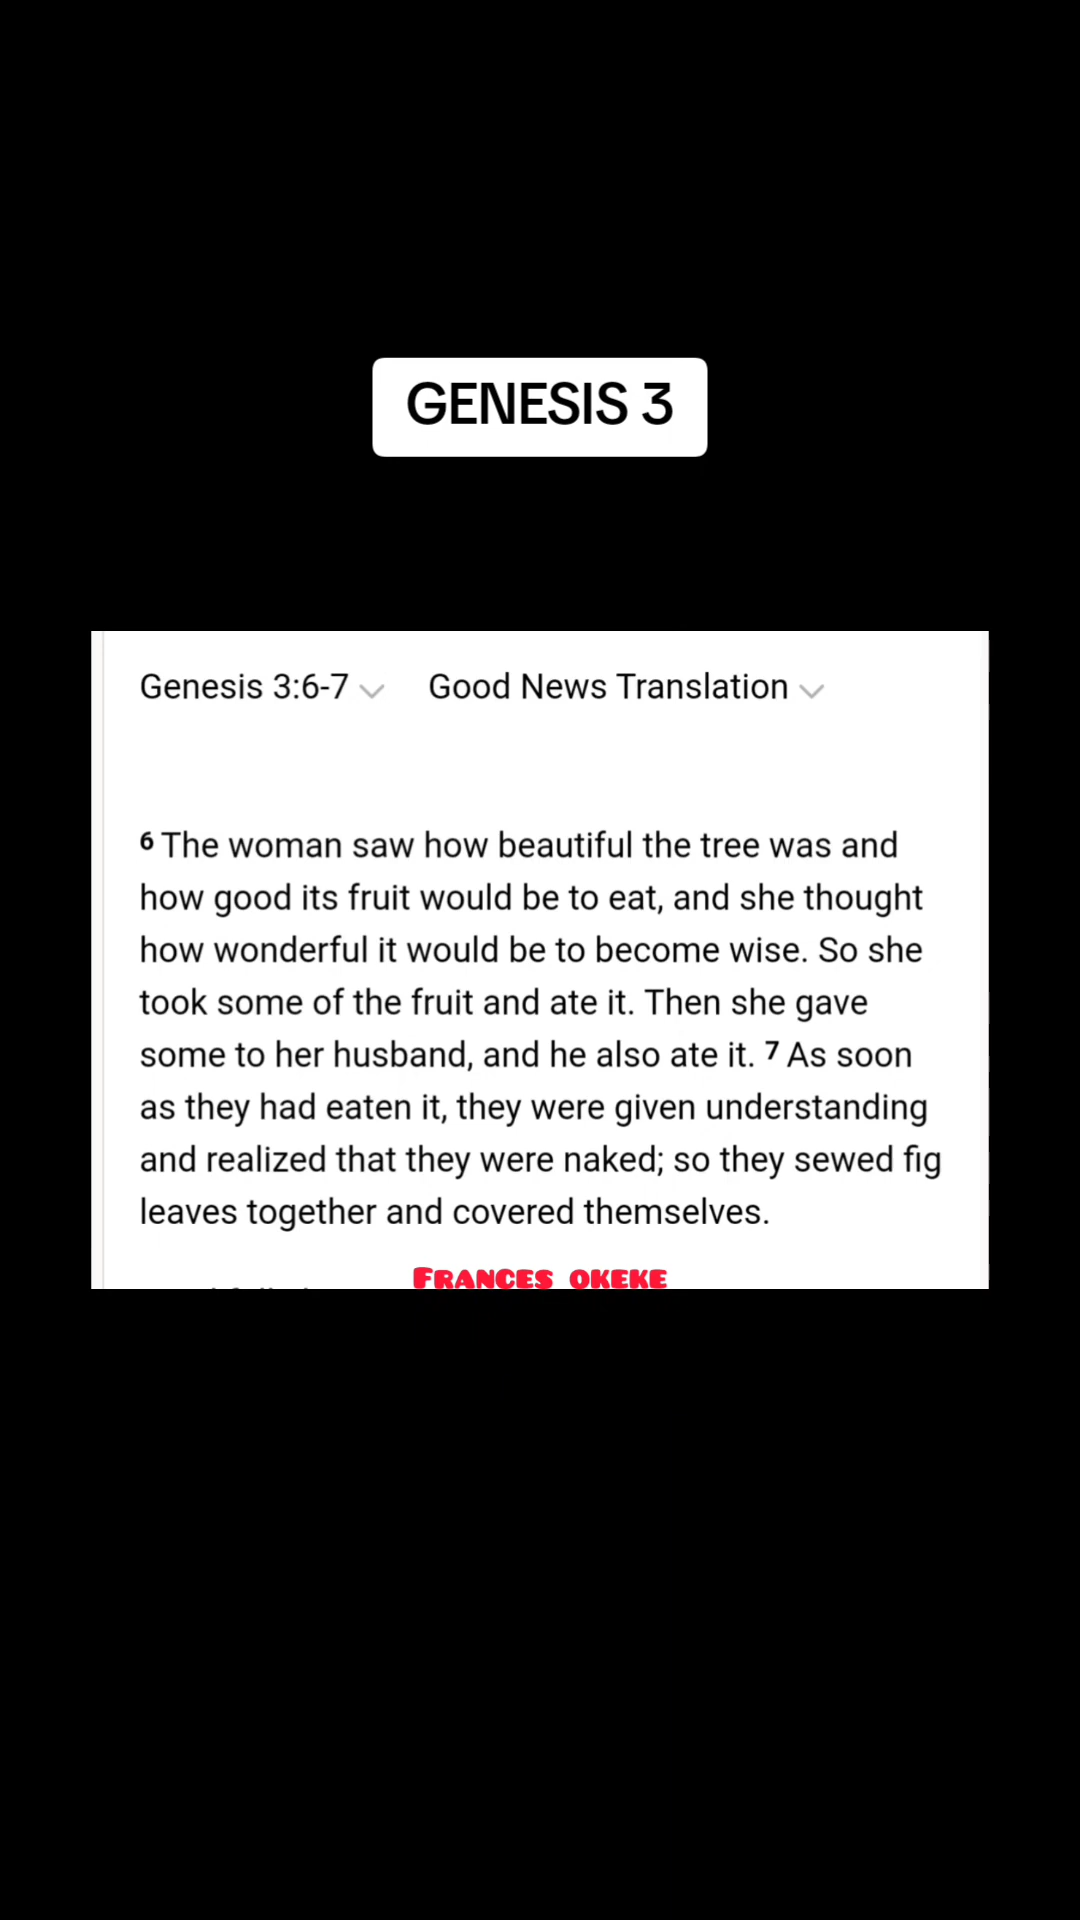 GENESIS 3
Genesis 3:6-7 Good News Translation
6 The woman saw how beautiful the tree was and
how good its fruit would be to eat, and she thought
how wonderful it would be to become wise. So she
took some of the fruit and ate it. Then she gave
some to her husband, and he also ate it. 7 As soon
as they had eaten it, they were given understanding
and realized that they were naked; so they sewed fig
leaves together and covered themselves.
FRANCES OKEKE